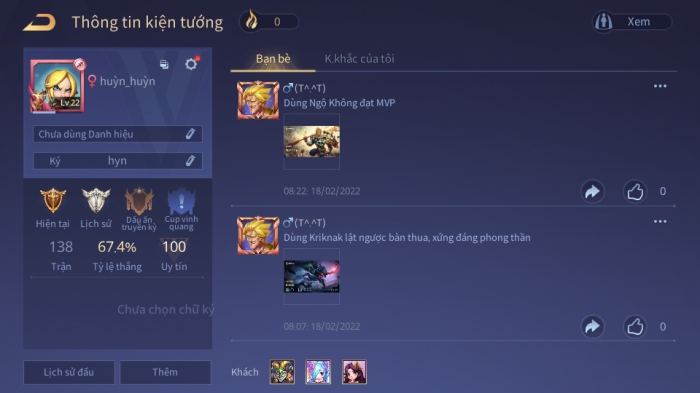 Thông tin kiện tướng
0
Xem
huỳn_huỳn
Lv.22
Chưa dùng Danh hiệu
Ký hyn
Hiện tại
Lịch sử
Dấu ấn truyền kỳ
Cup vinh quang
138
67.4%
100
Trận
Tỷ lệ thắng
Uy tín
Chưa chọn chữ ký
Lịch sử đấu
Thêm
Bạn bè
K.khắc của tôi
(T^.^T)
Dùng Ngộ Không đạt MVP
08:22 18/02/2022
0
(T^.^T)
Dùng Kriknak lật ngược bàn thua, xứng đáng phong thần
08:07 18/02/2022
0
Khách